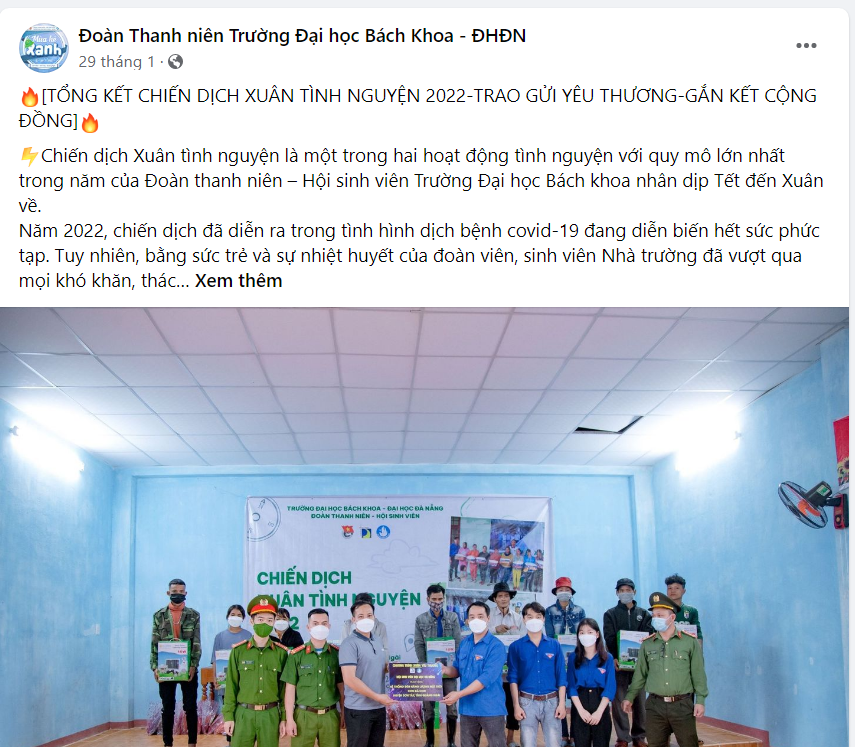 Mùa hè
xanh
Đoàn Thanh niên Trường Đại học Bách Khoa - ĐHĐN
29 tháng 1 ·
[TỔNG KẾT CHIẾN DỊCH XUÂN TÌNH NGUYỆN 2022-TRAO GỬI YÊU THƯƠNG-GẮN KẾT CỘNG
ĐỒNG]
Chiến dịch Xuân tình nguyện là một trong hai hoạt động tình nguyện với quy mô lớn nhất
trong năm của Đoàn thanh niên – Hội sinh viên Trường Đại học Bách khoa nhân dịp Tết đến Xuân
về.
Năm 2022, chiến dịch đã diễn ra trong tình hình dịch bệnh covid-19 đang diễn biến hết sức phức
tạp. Tuy nhiên, bằng sức trẻ và sự nhiệt huyết của đoàn viên, sinh viên Nhà trường đã vượt qua
mọi khó khăn, thác... Xem thêm
TRƯỜNG ĐẠI HỌC BÁCH KHOA - ĐẠI HỌC ĐÀ NẴNG
ĐOÀN THANH NIÊN - HỘI SINH VIÊN
CHIẾN DỊCH
XUÂN TÌNH NGUYỆN